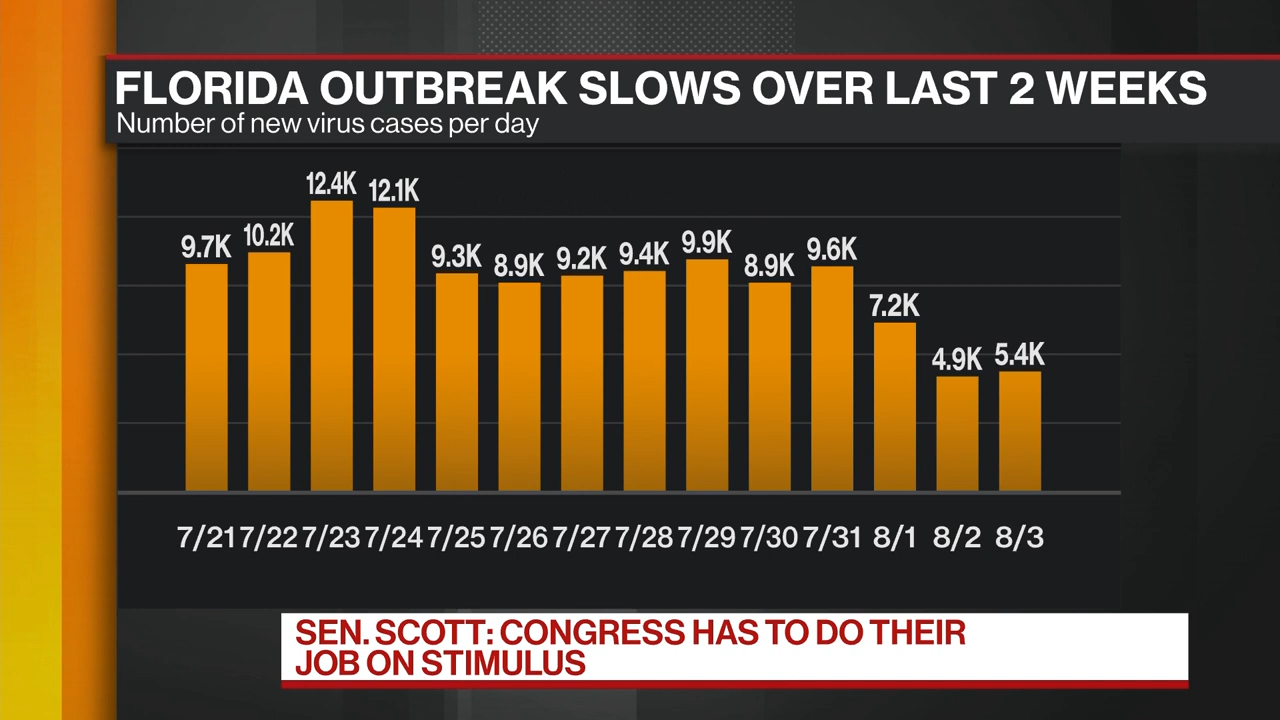 FLORIDA OUTBREAK SLOWS OVER LAST 2 WEEKS
Number of new virus cases per day
9.7K 10.2K 12.4K 12.1K 9.3K 8.9K 9.2K 9.4K 9.9K 8.9K 9.6K 7.2K 4.9K 5.4K
7/21 7/22 7/23 7/24 7/25 7/26 7/27 7/28 7/29 7/30 7/31 8/1 8/2 8/3
SEN. SCOTT: CONGRESS HAS TO DO THEIR
JOB ON STIMULUS